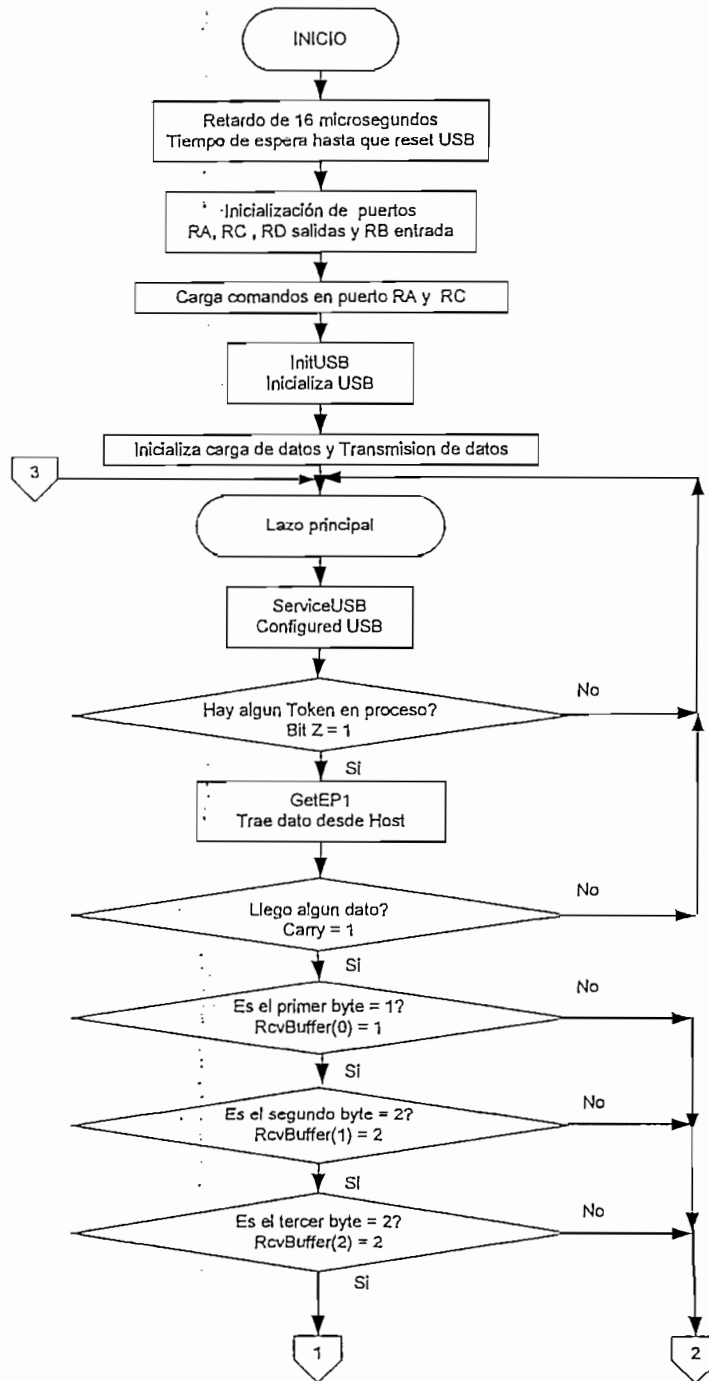 INICIO
Retardo de 16 microsegundos
Tiempo de espera hasta que reset USB
Inicialización de puertos
RA, RC , RD salidas y RB entrada
Carga comandos en puerto RA y RC
InitUSB
Inicializa USB
Inicializa carga de datos y Transmision de datos
3
Lazo principal
ServiceUSB
Configured USB
No
Hay algun Token en proceso?
Bit Z = 1
Si
GetEP1
Trae dato desde Host
No
Llego algun dato?
Carry = 1
Si
No
Es el primer byte = 1?
RcvBuffer(0) = 1
Si
No
Es el segundo byte = 2?
RcvBuffer(1) = 2
Si
No
Es el tercer byte = 2?
RcvBuffer(2) = 2
Si
1
2